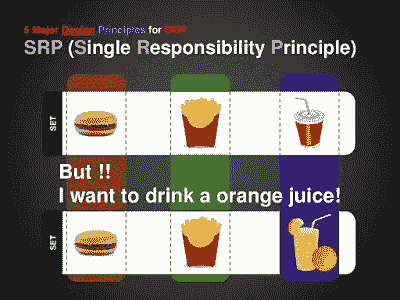 5 Major Design Principles for OOP
SRP (Single Responsibility Principle)
SET
But !!
I want to drink a orange juice!
SET